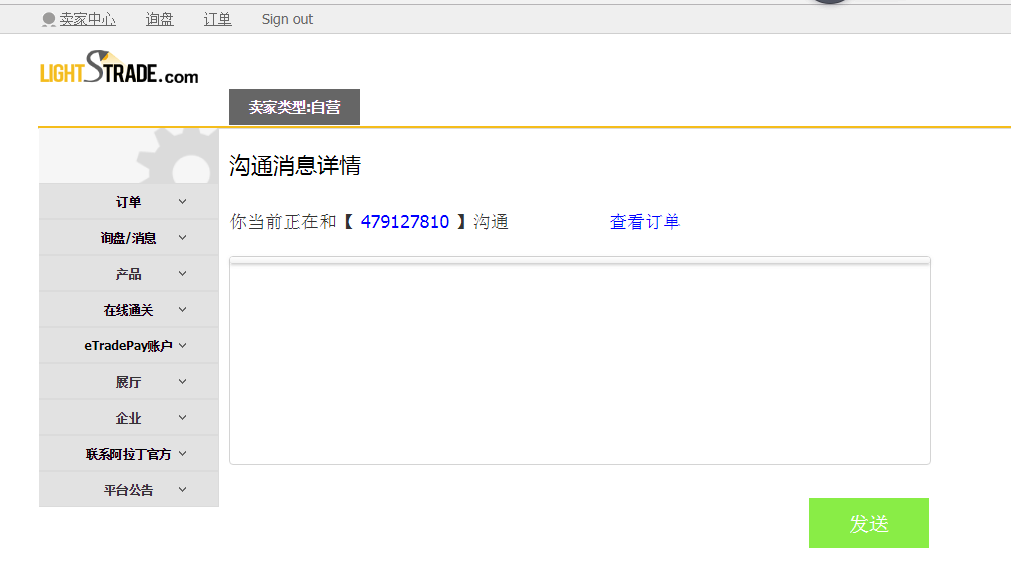 卖家中心 询盘 订单 Sign out
LIGHTSTRADE.com
卖家类型:自营
沟通消息详情
你当前正在和【 479127810 】沟通 查看订单
订单
询盘/消息
产品
在线通关
eTradePay账户
展厅
企业
联系阿拉丁官方
平台公告
发送